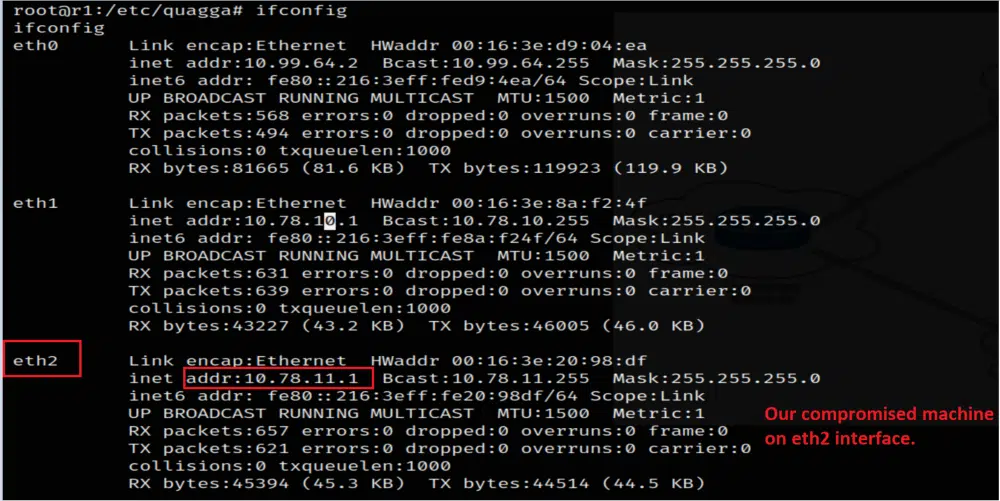 root@r1:/etc/quagga# ifconfig
ifconfig
eth0      Link encap:Ethernet  HWaddr 00:16:3e:d9:04:ea
          inet addr:10.99.64.2  Bcast:10.99.64.255  Mask:255.255.255.0
          inet6 addr: fe80::216:3eff:fed9:4ea/64 Scope:Link
          UP BROADCAST RUNNING MULTICAST  MTU:1500  Metric:1
          RX packets:568 errors:0 dropped:0 overruns:0 frame:0
          TX packets:494 errors:0 dropped:0 overruns:0 carrier:0
          collisions:0 txqueuelen:1000
          RX bytes:81665 (81.6 KB)  TX bytes:119923 (119.9 KB)
eth1      Link encap:Ethernet  HWaddr 00:16:3e:8a:f2:4f
          inet addr:10.78.10.1  Bcast:10.78.10.255  Mask:255.255.255.0
          inet6 addr: fe80::216:3eff:fe8a:f24f/64 Scope:Link
          UP BROADCAST RUNNING MULTICAST  MTU:1500  Metric:1
          RX packets:631 errors:0 dropped:0 overruns:0 frame:0
          TX packets:639 errors:0 dropped:0 overruns:0 carrier:0
          collisions:0 txqueuelen:1000
          RX bytes:43227 (43.2 KB)  TX bytes:46005 (46.0 KB)
eth2      Link encap:Ethernet  HWaddr 00:16:3e:20:98:df
          inet addr:10.78.11.1  Bcast:10.78.11.255  Mask:255.255.255.0
          inet6 addr: fe80::216:3eff:fe20:98df/64 Scope:Link
          UP BROADCAST RUNNING MULTICAST  MTU:1500  Metric:1
          RX packets:657 errors:0 dropped:0 overruns:0 frame:0
          TX packets:621 errors:0 dropped:0 overruns:0 carrier:0
          collisions:0 txqueuelen:1000
          RX bytes:45394 (45.3 KB)  TX bytes:44514 (44.5 KB)
Our compromised machine
on eth2 interface.